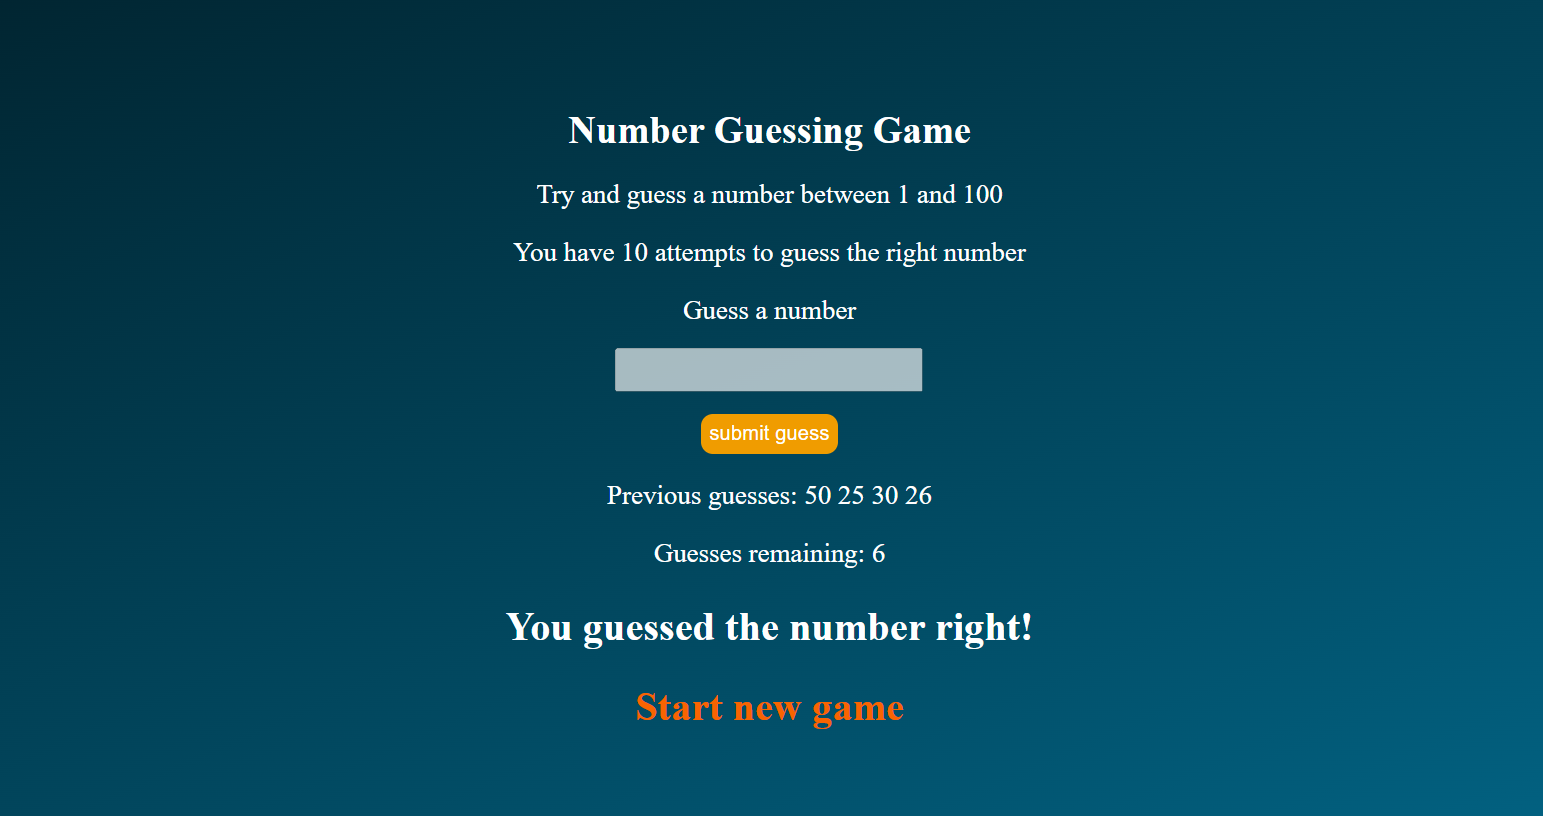 Number Guessing Game
Try and guess a number between 1 and 100
You have 10 attempts to guess the right number
Guess a number
submit guess
Previous guesses: 50 25 30 26
Guesses remaining: 6
You guessed the number right!
Start new game